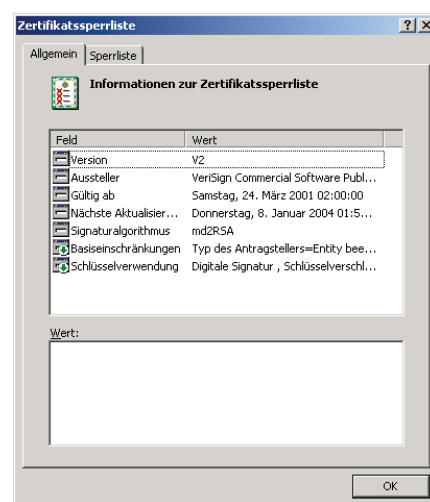 Zertifikatssperrliste
Allgemein Sperrliste
Informationen zur Zertifikatssperrliste
Feld Wert
Version V2
Aussteller VeriSign Commercial Software Publ...
Gültig ab Samstag, 24. März 2001 02:00:00
Nächste Aktualisier... Donnerstag, 8. Januar 2004 01:5...
Signaturalgorithmus md2RSA
Basiseinschränkungen Typ des Antragstellers=Entity bee...
Schlüsselverwendung Digitale Signatur , Schlüsselverschl...
Wert:
OK